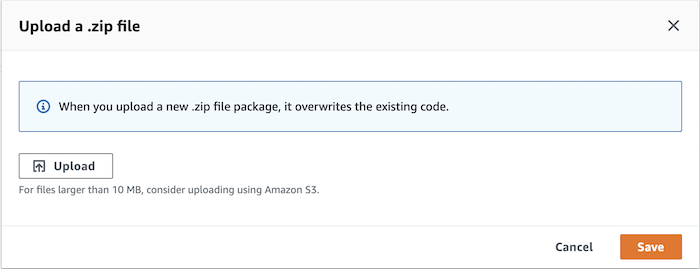 Upload a .zip file
When you upload a new .zip file package, it overwrites the existing code.
Upload
For files larger than 10 MB, consider uploading using Amazon S3.
Cancel
Save